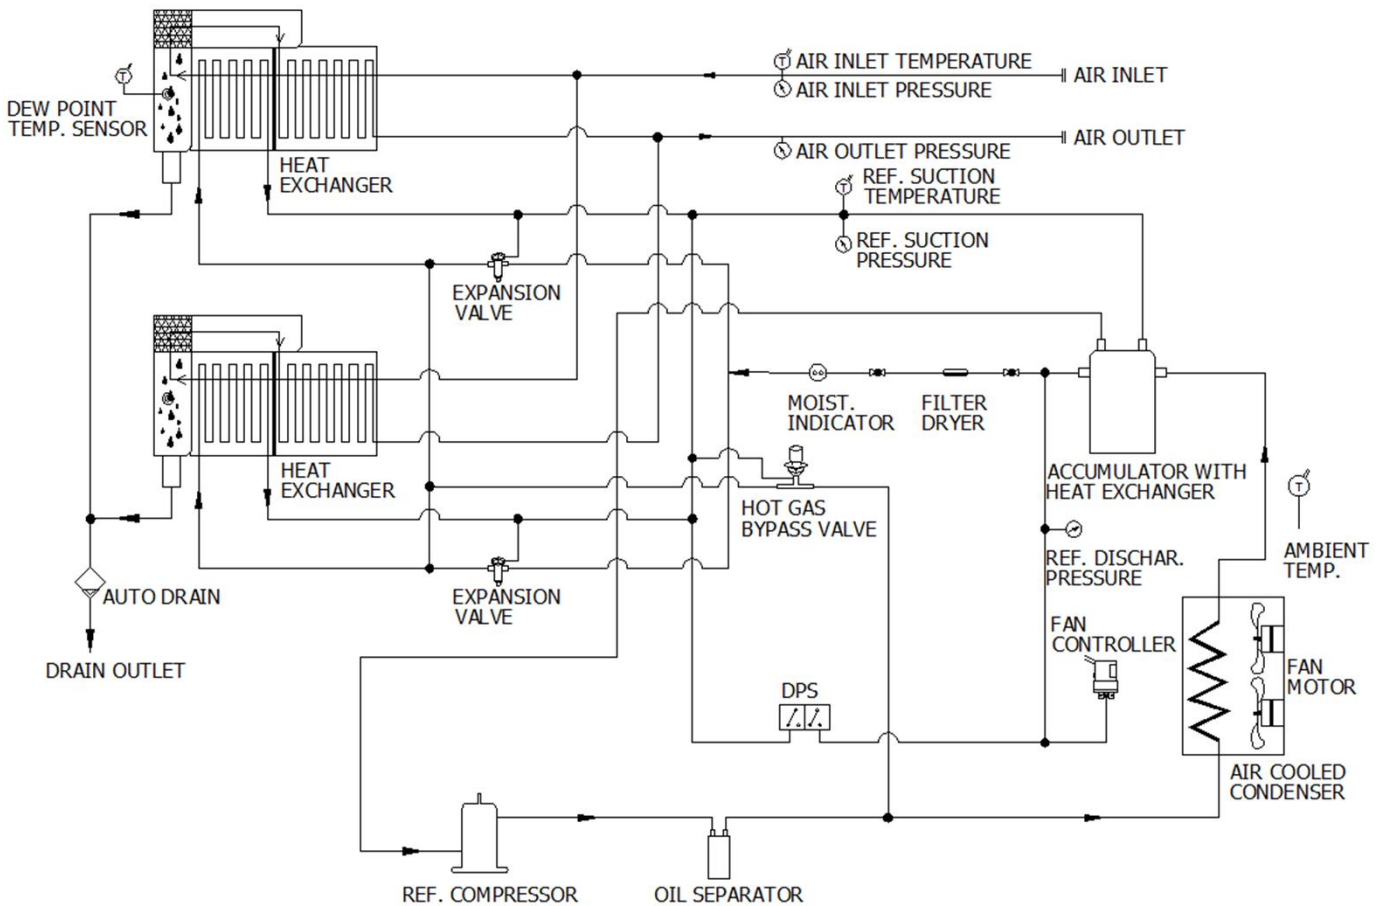 AIR INLET TEMPERATURE
AIR INLET
AIR INLET PRESSURE
DEW POINT
TEMP. SENSOR
AIR OUTLET
AIR OUTLET PRESSURE
HEAT
EXCHANGER
REF. SUCTION
TEMPERATURE
REF. SUCTION
PRESSURE
EXPANSION
VALVE
MOIST.
INDICATOR
FILTER
DRYER
HEAT
EXCHANGER
ACCUMULATOR WITH
HEAT EXCHANGER
HOT GAS
BYPASS VALVE
AMBIENT
TEMP.
REF. DISCHAR.
PRESSURE
AUTO DRAIN
EXPANSION
VALVE
FAN
CONTROLLER
DRAIN OUTLET
FAN
MOTOR
DPS
AIR COOLED
CONDENSER
REF. COMPRESSOR
OIL SEPARATOR
T
T
T
T